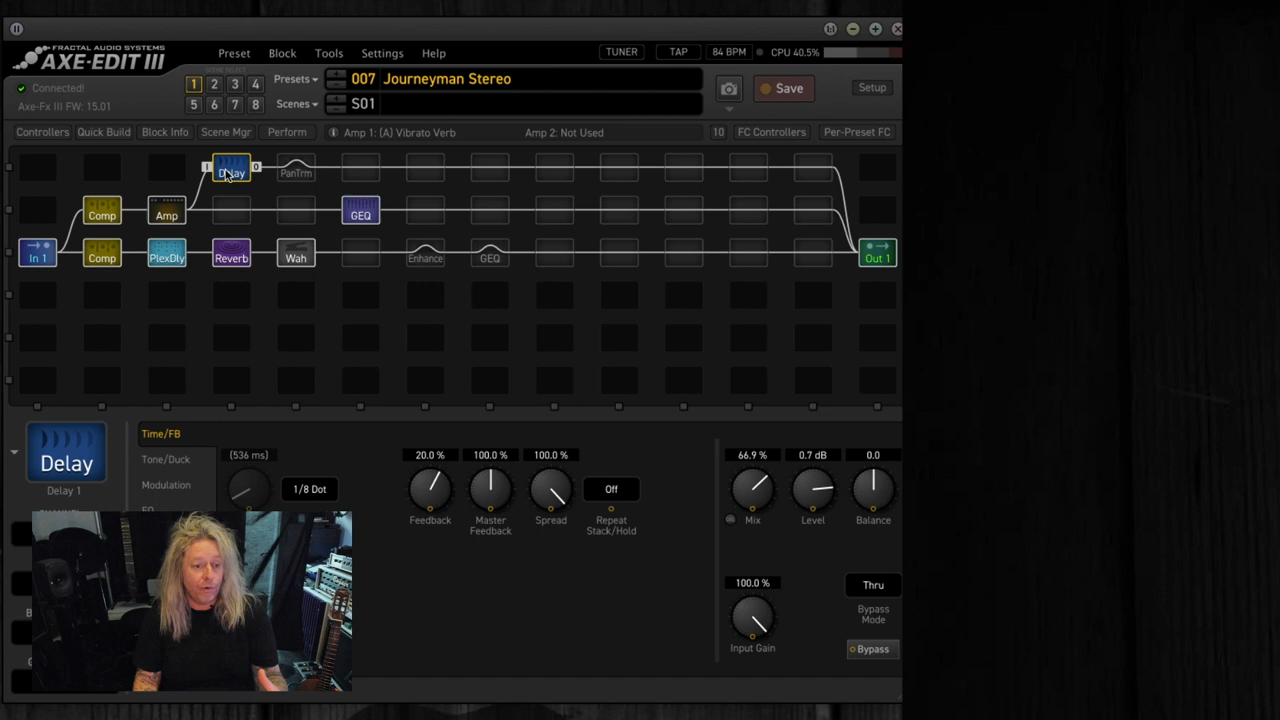 FRACTAL AUDIO SYSTEMS
AXE-EDIT III
Preset Block Tools Settings Help
TUNER TAP 84 BPM CPU 40.5%
SCENE SELECT
Connected!
Axe-Fx III FW: 15.01
1 2 3 4
5 6 7 8
Presets 007 Journeyman Stereo
Scenes S01
Save
Setup
Controllers Quick Build Block Info Scene Mgr Perform Amp 1: (A) Vibrato Verb Amp 2: Not Used 10 FC Controllers Per-Preset FC
I Delay O PanTrm
Comp Amp GEQ
In 1 Comp PlexDly Reverb Wah Enhance GEQ Out 1
Delay
Delay 1
Time/FB
Tone/Duck
Modulation
EQ
(536 ms) 20.0 % 100.0 % 100.0 % 66.9 % 0.7 dB 0.0
1/8 Dot Off
Feedback Master Feedback Spread Repeat Stack/Hold Mix Level Balance
100.0 % Thru
Input Gain Bypass Mode
Bypass